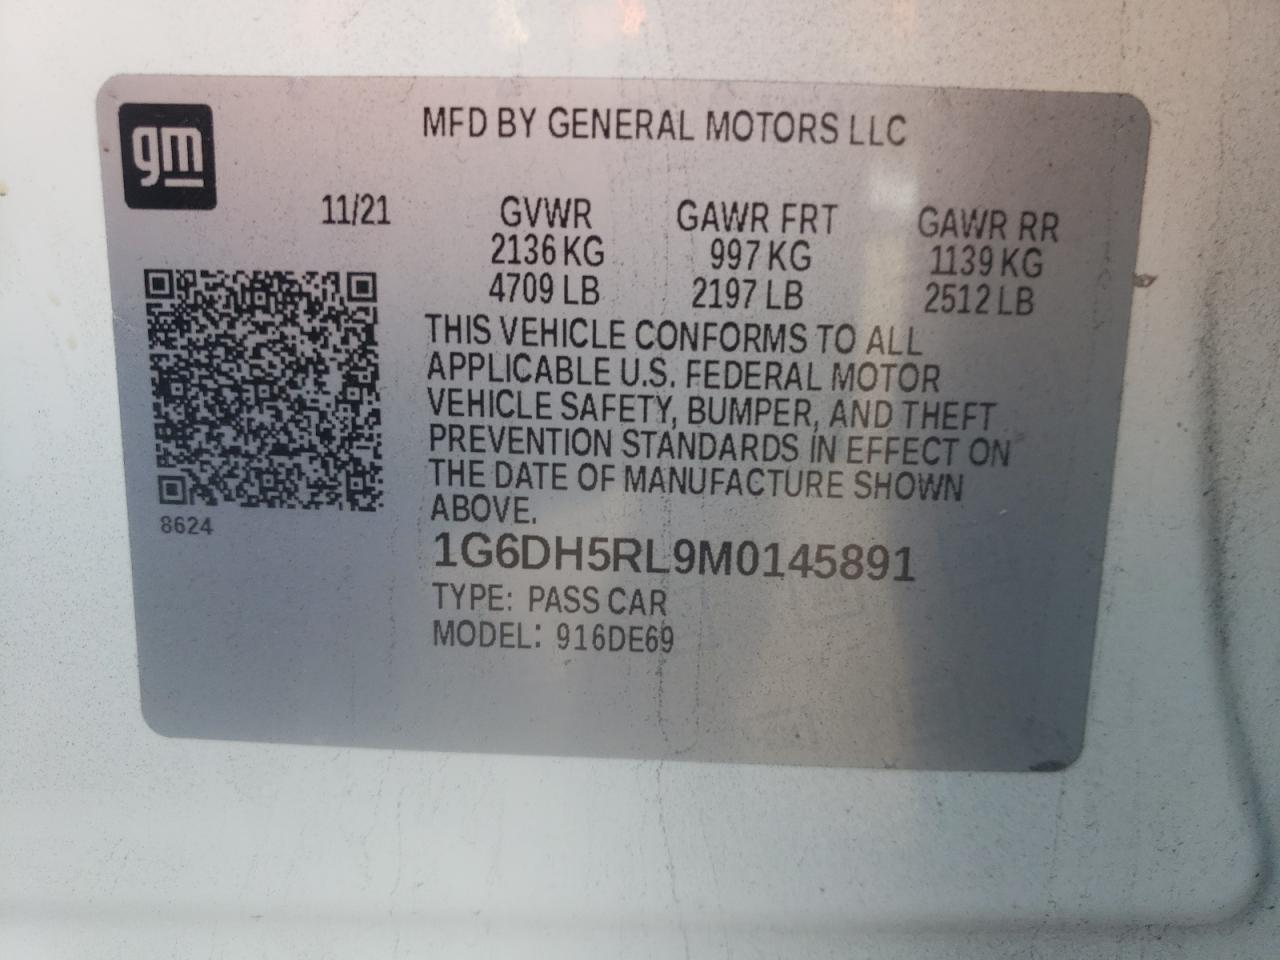 gm
MFD BY GENERAL MOTORS LLC
11/21 GVWR GAWR FRT GAWR RR
2136 KG 997 KG 1139 KG
4709 LB 2197 LB 2512 LB
THIS VEHICLE CONFORMS TO ALL
APPLICABLE U.S. FEDERAL MOTOR
VEHICLE SAFETY, BUMPER, AND THEFT
PREVENTION STANDARDS IN EFFECT ON
THE DATE OF MANUFACTURE SHOWN
ABOVE.
8624
1G6DH5RL9M0145891
TYPE: PASS CAR
MODEL: 916DE69